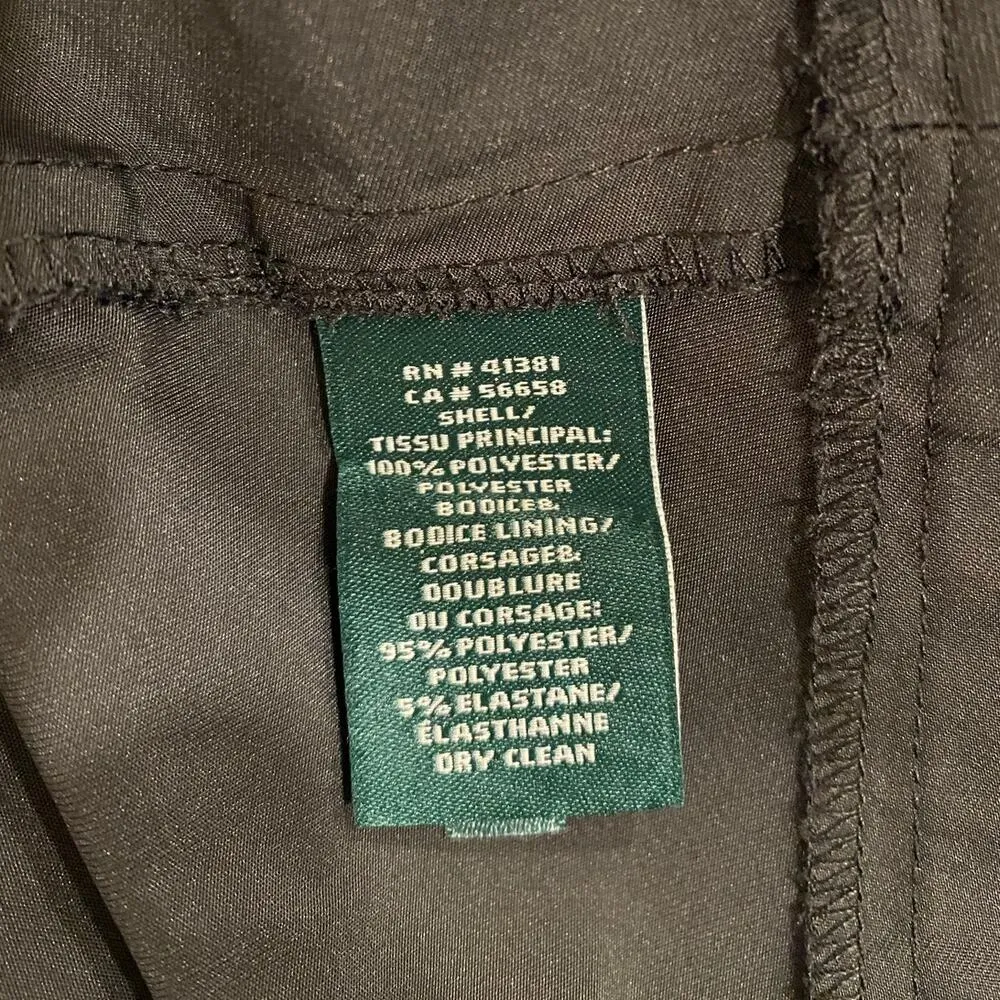 RN # 41381
CA # 56658
SHELL/
TISSU PRINCIPAL:
100% POLYESTER/
POLYESTER
BODICE&
BODICE LINING/
CORSAGE&
DOUBLURE
DU CORSAGE:
95% POLYESTER/
POLYESTER
5% ELASTANE/
ÉLASTHANNE
DRY CLEAN